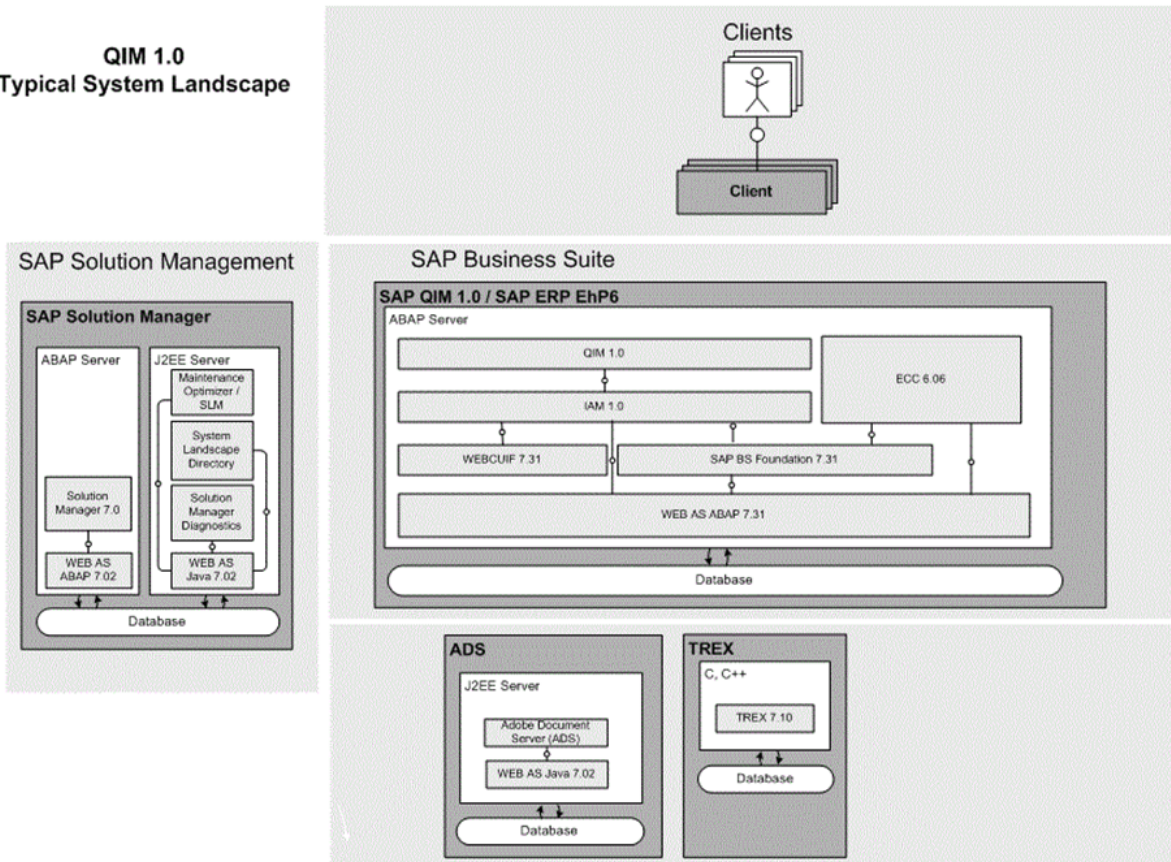 QIM 1.0
Typical System Landscape
Clients
Client
SAP Solution Management
SAP Solution Manager
ABAP Server
Solution
Manager 7.0
WEB AS
ABAP 7.02
J2EE Server
Maintenance
Optimizer /
SLM
System
Landscape
Directory
Solution
Manager
Diagnostics
WEB AS
Java 7.02
Database
SAP Business Suite
SAP QIM 1.0 / SAP ERP EhP6
ABAP Server
QIM 1.0
ECC 6.06
IAM 1.0
WEBCUIF 7.31
SAP BS Foundation 7.31
WEB AS ABAP 7.31
Database
ADS
J2EE Server
Adobe Document
Server (ADS)
WEB AS Java 7.02
Database
TREX
C, C++
TREX 7.10
Database